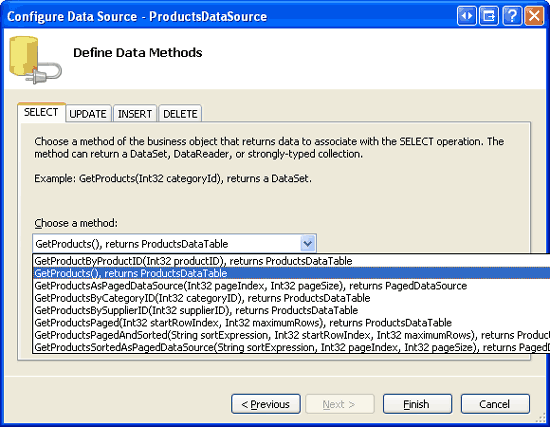 Configure Data Source - ProductsDataSource
Define Data Methods
SELECT UPDATE INSERT DELETE
Choose a method of the business object that returns data to associate with the SELECT operation. The
method can return a DataSet, DataReader, or strongly-typed collection.
Example: GetProducts(Int32 categoryId), returns a DataSet.
Choose a method:
GetProducts(), returns ProductsDataTable
GetProductByProductID(Int32 productID), returns ProductsDataTable
GetProducts(), returns ProductsDataTable
GetProductsAsPagedDataSource(Int32 pageIndex, Int32 pageSize), returns PagedDataSource
GetProductsByCategoryID(Int32 categoryID), returns ProductsDataTable
GetProductsBySupplierID(Int32 supplierID), returns ProductsDataTable
GetProductsPaged(Int32 startRowIndex, Int32 maximumRows), returns ProductsDataTable
GetProductsPagedAndSorted(String sortExpression, Int32 startRowIndex, Int32 maximumRows), returns Product
GetProductsSortedAsPagedDataSource(String sortExpression, Int32 pageIndex, Int32 pageSize), returns PagedD
< Previous Next > Finish Cancel